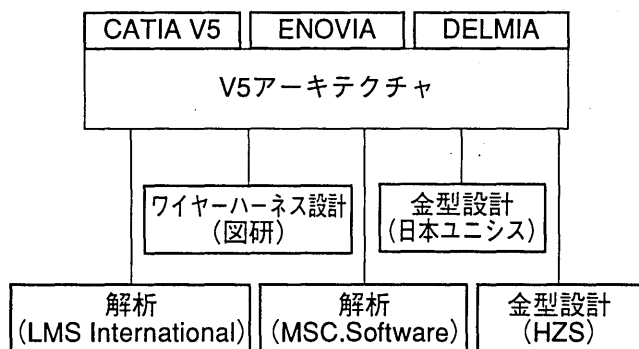 CATIA V5
ENOVIA
DELMIA
V5アーキテクチャ
ワイヤーハーネス設計
(図研)
金型設計
(日本ユニシス)
解析
(LMS International)
解析
(MSC.Software)
金型設計
(HZS)